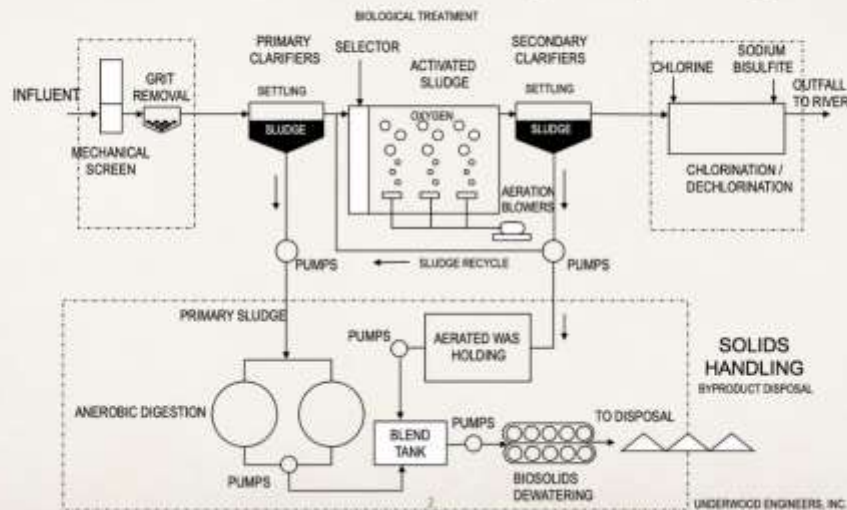 BIOLOGICAL TREATMENT
PRIMARY
CLARIFIERS
SELECTOR
ACTIVATED
SLUDGE
SECONDARY
CLARIFIERS
CHLORINE
SODIUM
BISULFITE
INFLUENT
GRIT
REMOVAL
SETTLING
OXYGEN
SETTLING
OUTFALL
TO RIVER
SLUDGE
SLUDGE
MECHANICAL
SCREEN
CHLORINATION /
DECHLORINATION
AERATION
BLOWERS
PUMPS
SLUDGE RECYCLE
PUMPS
PRIMARY SLUDGE
PUMPS
AERATED WAS
HOLDING
SOLIDS
HANDLING
BYPRODUCT DISPOSAL
ANEROBIC DIGESTION
BLEND
TANK
PUMPS
TO DISPOSAL
PUMPS
BIOSOLIDS
DEWATERING
2
UNDERWOOD ENGINEERS, INC